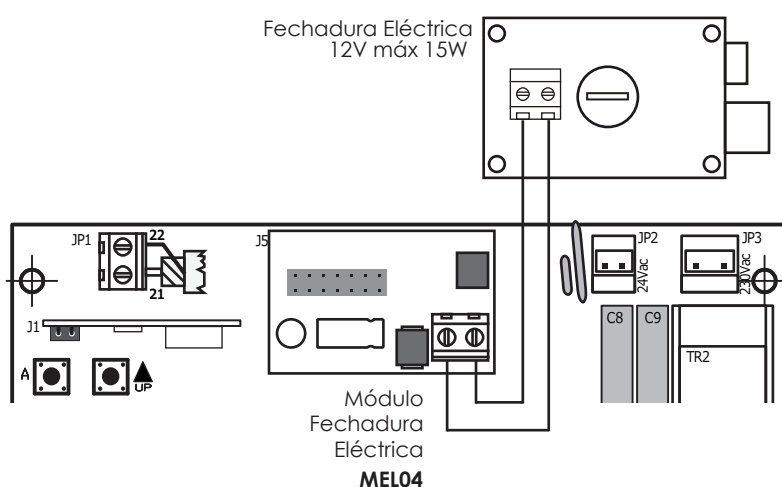 Fechadura Eléctrica
12V máx 15W
JP1
22
21
J5
JP2
24Vac
JP3
230Vac
J1
C8
C9
TR2
A
UP
Módulo
Fechadura
Eléctrica
MEL04